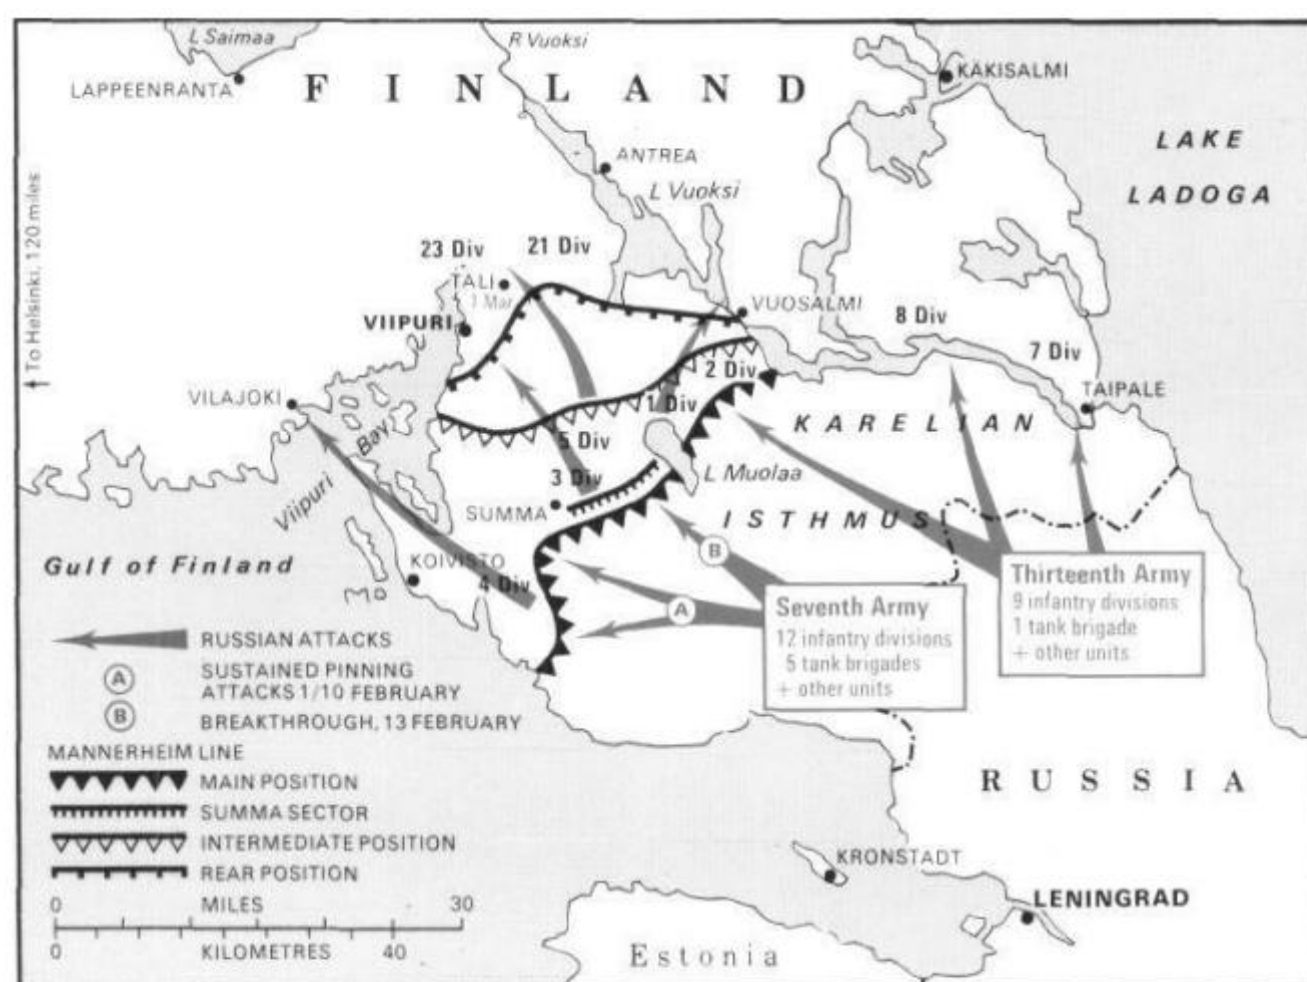 L Saimaa
R Vuoksi
LAPPEENRANTA
FINLAND
KAKISALMI
LAKE
LADOGA
ANTREA
L Vuoksi
To Helsinki, 120 miles
23 Div
21 Div
TALI
1 Mar
VIIPURI
VUOSALMI
8 Div
7 Div
TAIPALE
VILAJOKI
2 Div
1 Div
5 Div
3 Div
KARELIAN
ISTHMUS
L Muolaa
SUMMA
Viipuri Bay
Gulf of Finland
KOIVISTO
4 Div
B
A
Thirteenth Army
9 infantry divisions
1 tank brigade
+ other units
Seventh Army
12 infantry divisions
5 tank brigades
+ other units
RUSSIAN ATTACKS
A SUSTAINED PINNING
ATTACKS 1/10 FEBRUARY
B BREAKTHROUGH, 13 FEBRUARY
MANNERHEIM LINE
MAIN POSITION
SUMMA SECTOR
INTERMEDIATE POSITION
REAR POSITION
0 MILES 30
0 KILOMETRES 40
RUSSIA
KRONSTADT
LENINGRAD
Estonia